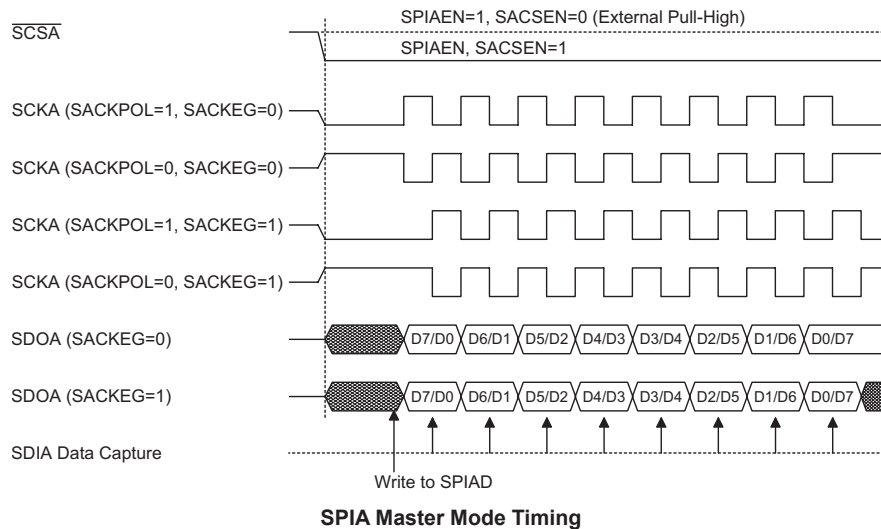 SPIAEN=1, SACSEN=0 (External Pull-High)
SCSA
SPIAEN, SACSEN=1
SCKA (SACKPOL=1, SACKEG=0)
SCKA (SACKPOL=0, SACKEG=0)
SCKA (SACKPOL=1, SACKEG=1)
SCKA (SACKPOL=0, SACKEG=1)
SDOA (SACKEG=0) D7/D0 D6/D1 D5/D2 D4/D3 D3/D4 D2/D5 D1/D6 D0/D7
SDOA (SACKEG=1) D7/D0 D6/D1 D5/D2 D4/D3 D3/D4 D2/D5 D1/D6 D0/D7
SDIA Data Capture
Write to SPIAD
SPIA Master Mode Timing